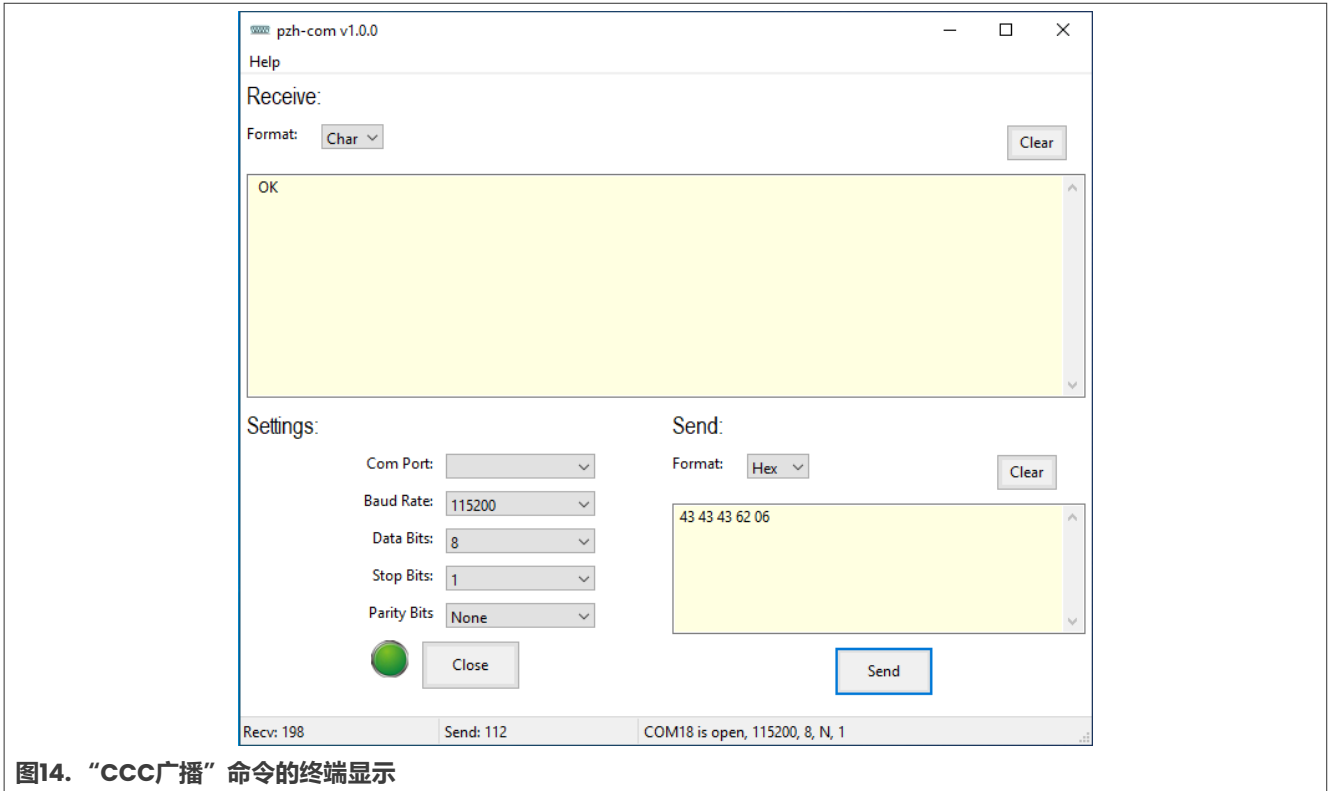 pzh-com v1.0.0
Help
Receive:
Format: Char Clear
OK
Settings:
Com Port:
Baud Rate: 115200
Data Bits: 8
Stop Bits: 1
Parity Bits None
Close
Send:
Format: Hex Clear
43 43 43 62 06
Send
Recv: 198 Send: 112 COM18 is open, 115200, 8, N, 1
图14. “CCC广播”命令的终端显示